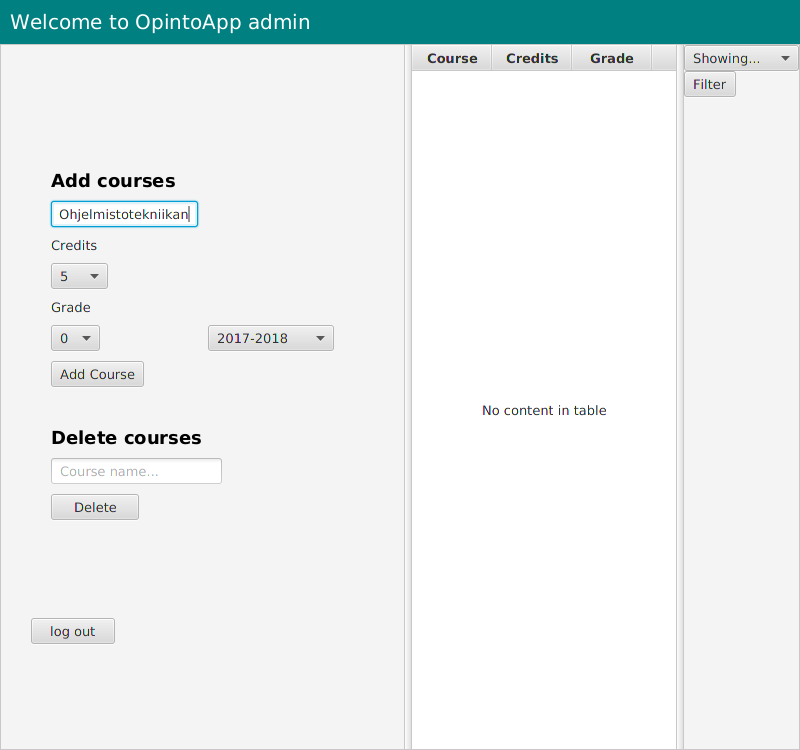 Welcome to OpintoApp admin
Course Credits Grade
Showing...
Filter
Add courses
Ohjelmistotekniikan
Credits
5
Grade
0 2017-2018
Add Course
No content in table
Delete courses
Course name...
Delete
log out